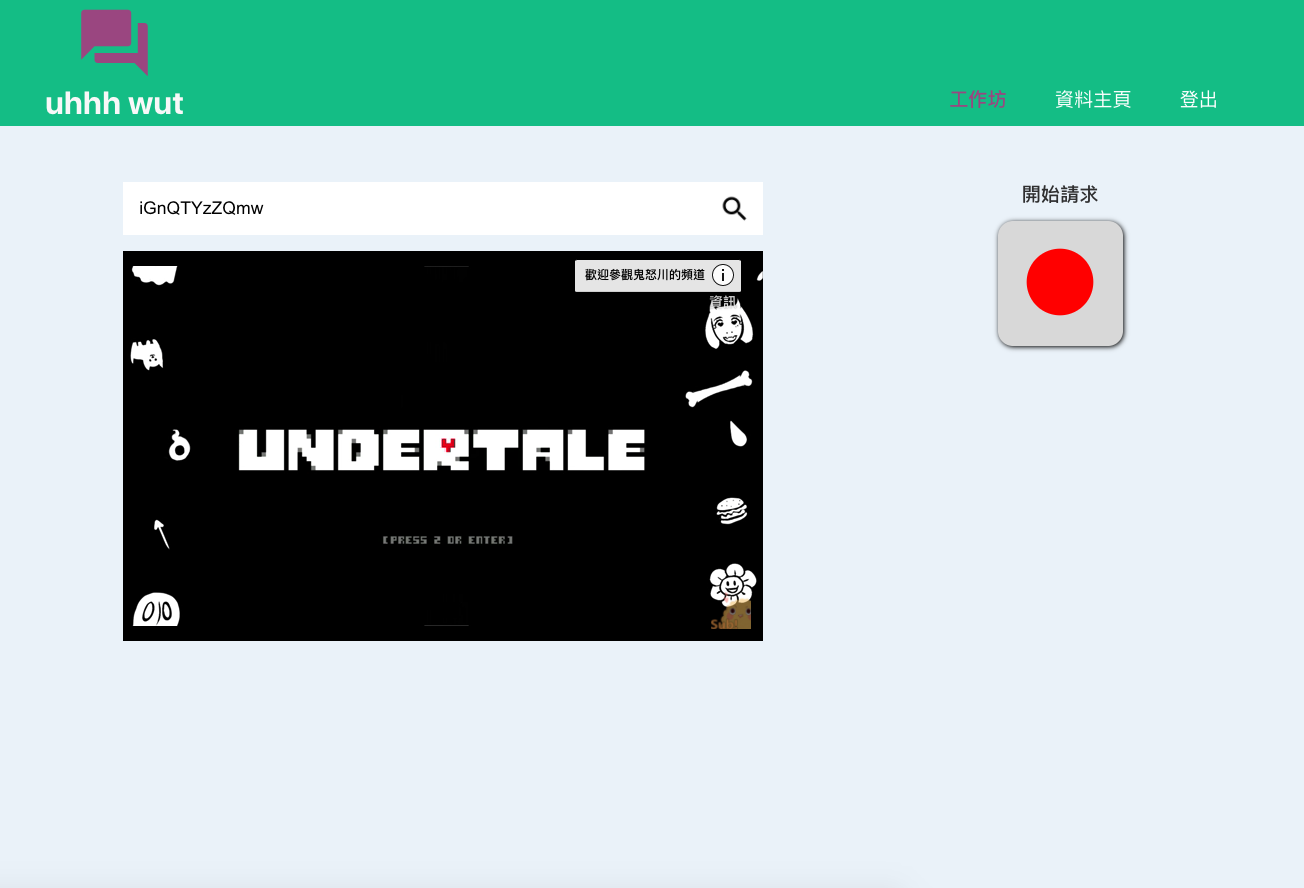 uhhh wut
工作坊 資料主頁 登出
iGnQTYzZQmw
開始請求
歡迎參觀鬼怒川的頻道
資訊
UNDERTALE
[PRESS Z OR ENTER]